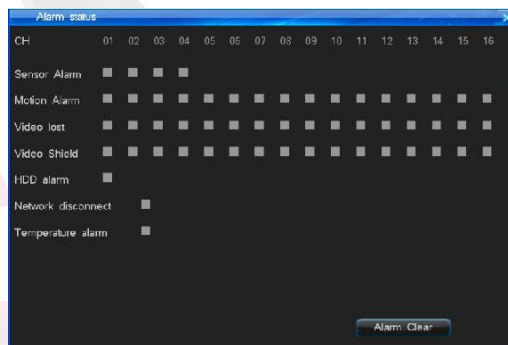 Alarm status
CH 01 02 03 04 05 06 07 08 09 10 11 12 13 14 15 16
Sensor Alarm
Motion Alarm
Video lost
Video Shield
HDD alarm
Network disconnect
Temperature alarm
Alarm Clear